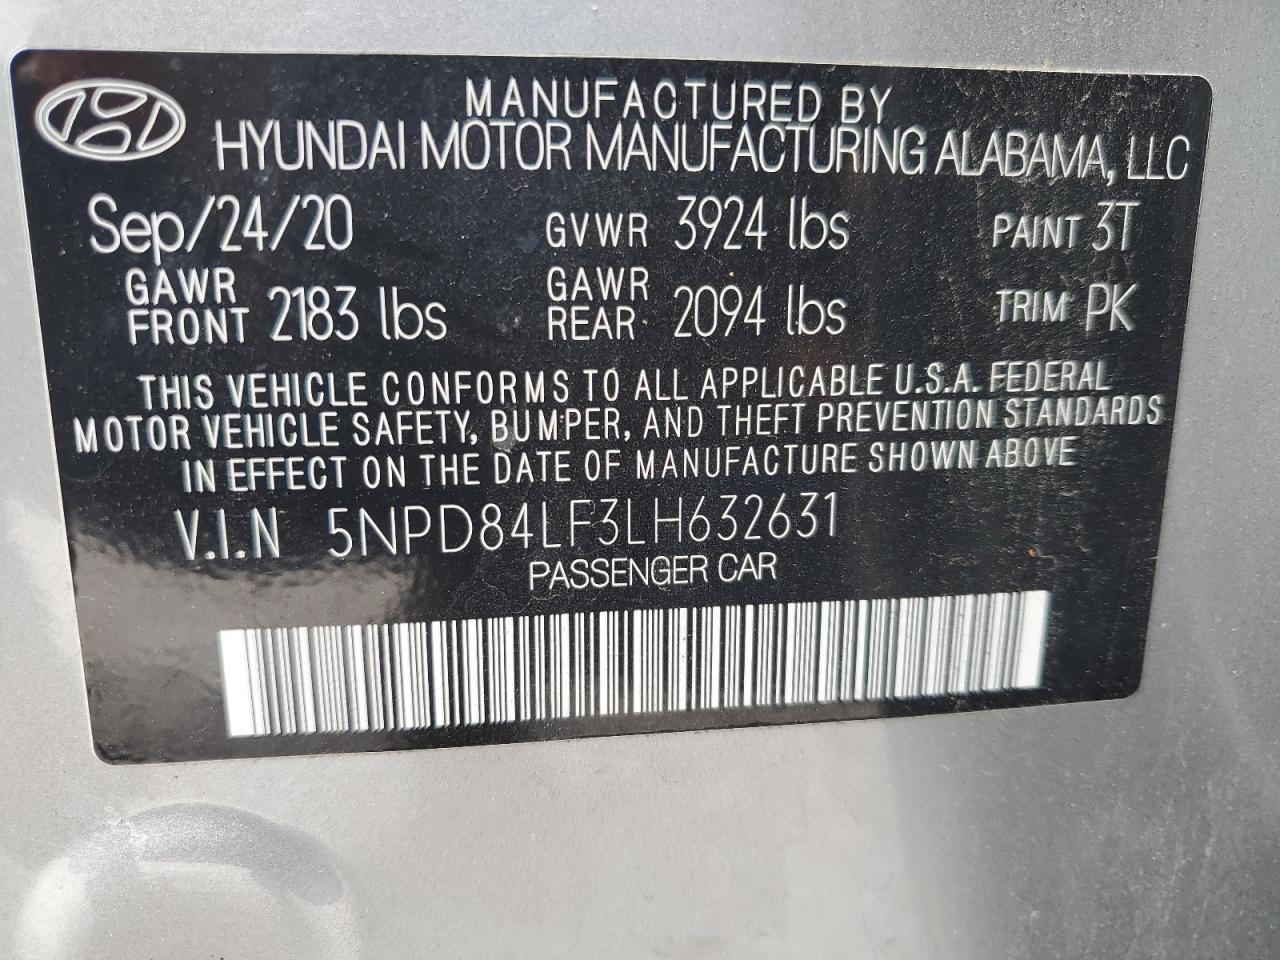 MANUFACTURED BY
HYUNDAI MOTOR MANUFACTURING ALABAMA, LLC
Sep/24/20 GVWR 3924 lbs PAINT 3T
GAWR FRONT 2183 lbs GAWR REAR 2094 lbs TRIM PK
THIS VEHICLE CONFORMS TO ALL APPLICABLE U.S.A. FEDERAL
MOTOR VEHICLE SAFETY, BUMPER, AND THEFT PREVENTION STANDARDS
IN EFFECT ON THE DATE OF MANUFACTURE SHOWN ABOVE
V.I.N 5NPD84LF3LH632631
PASSENGER CAR